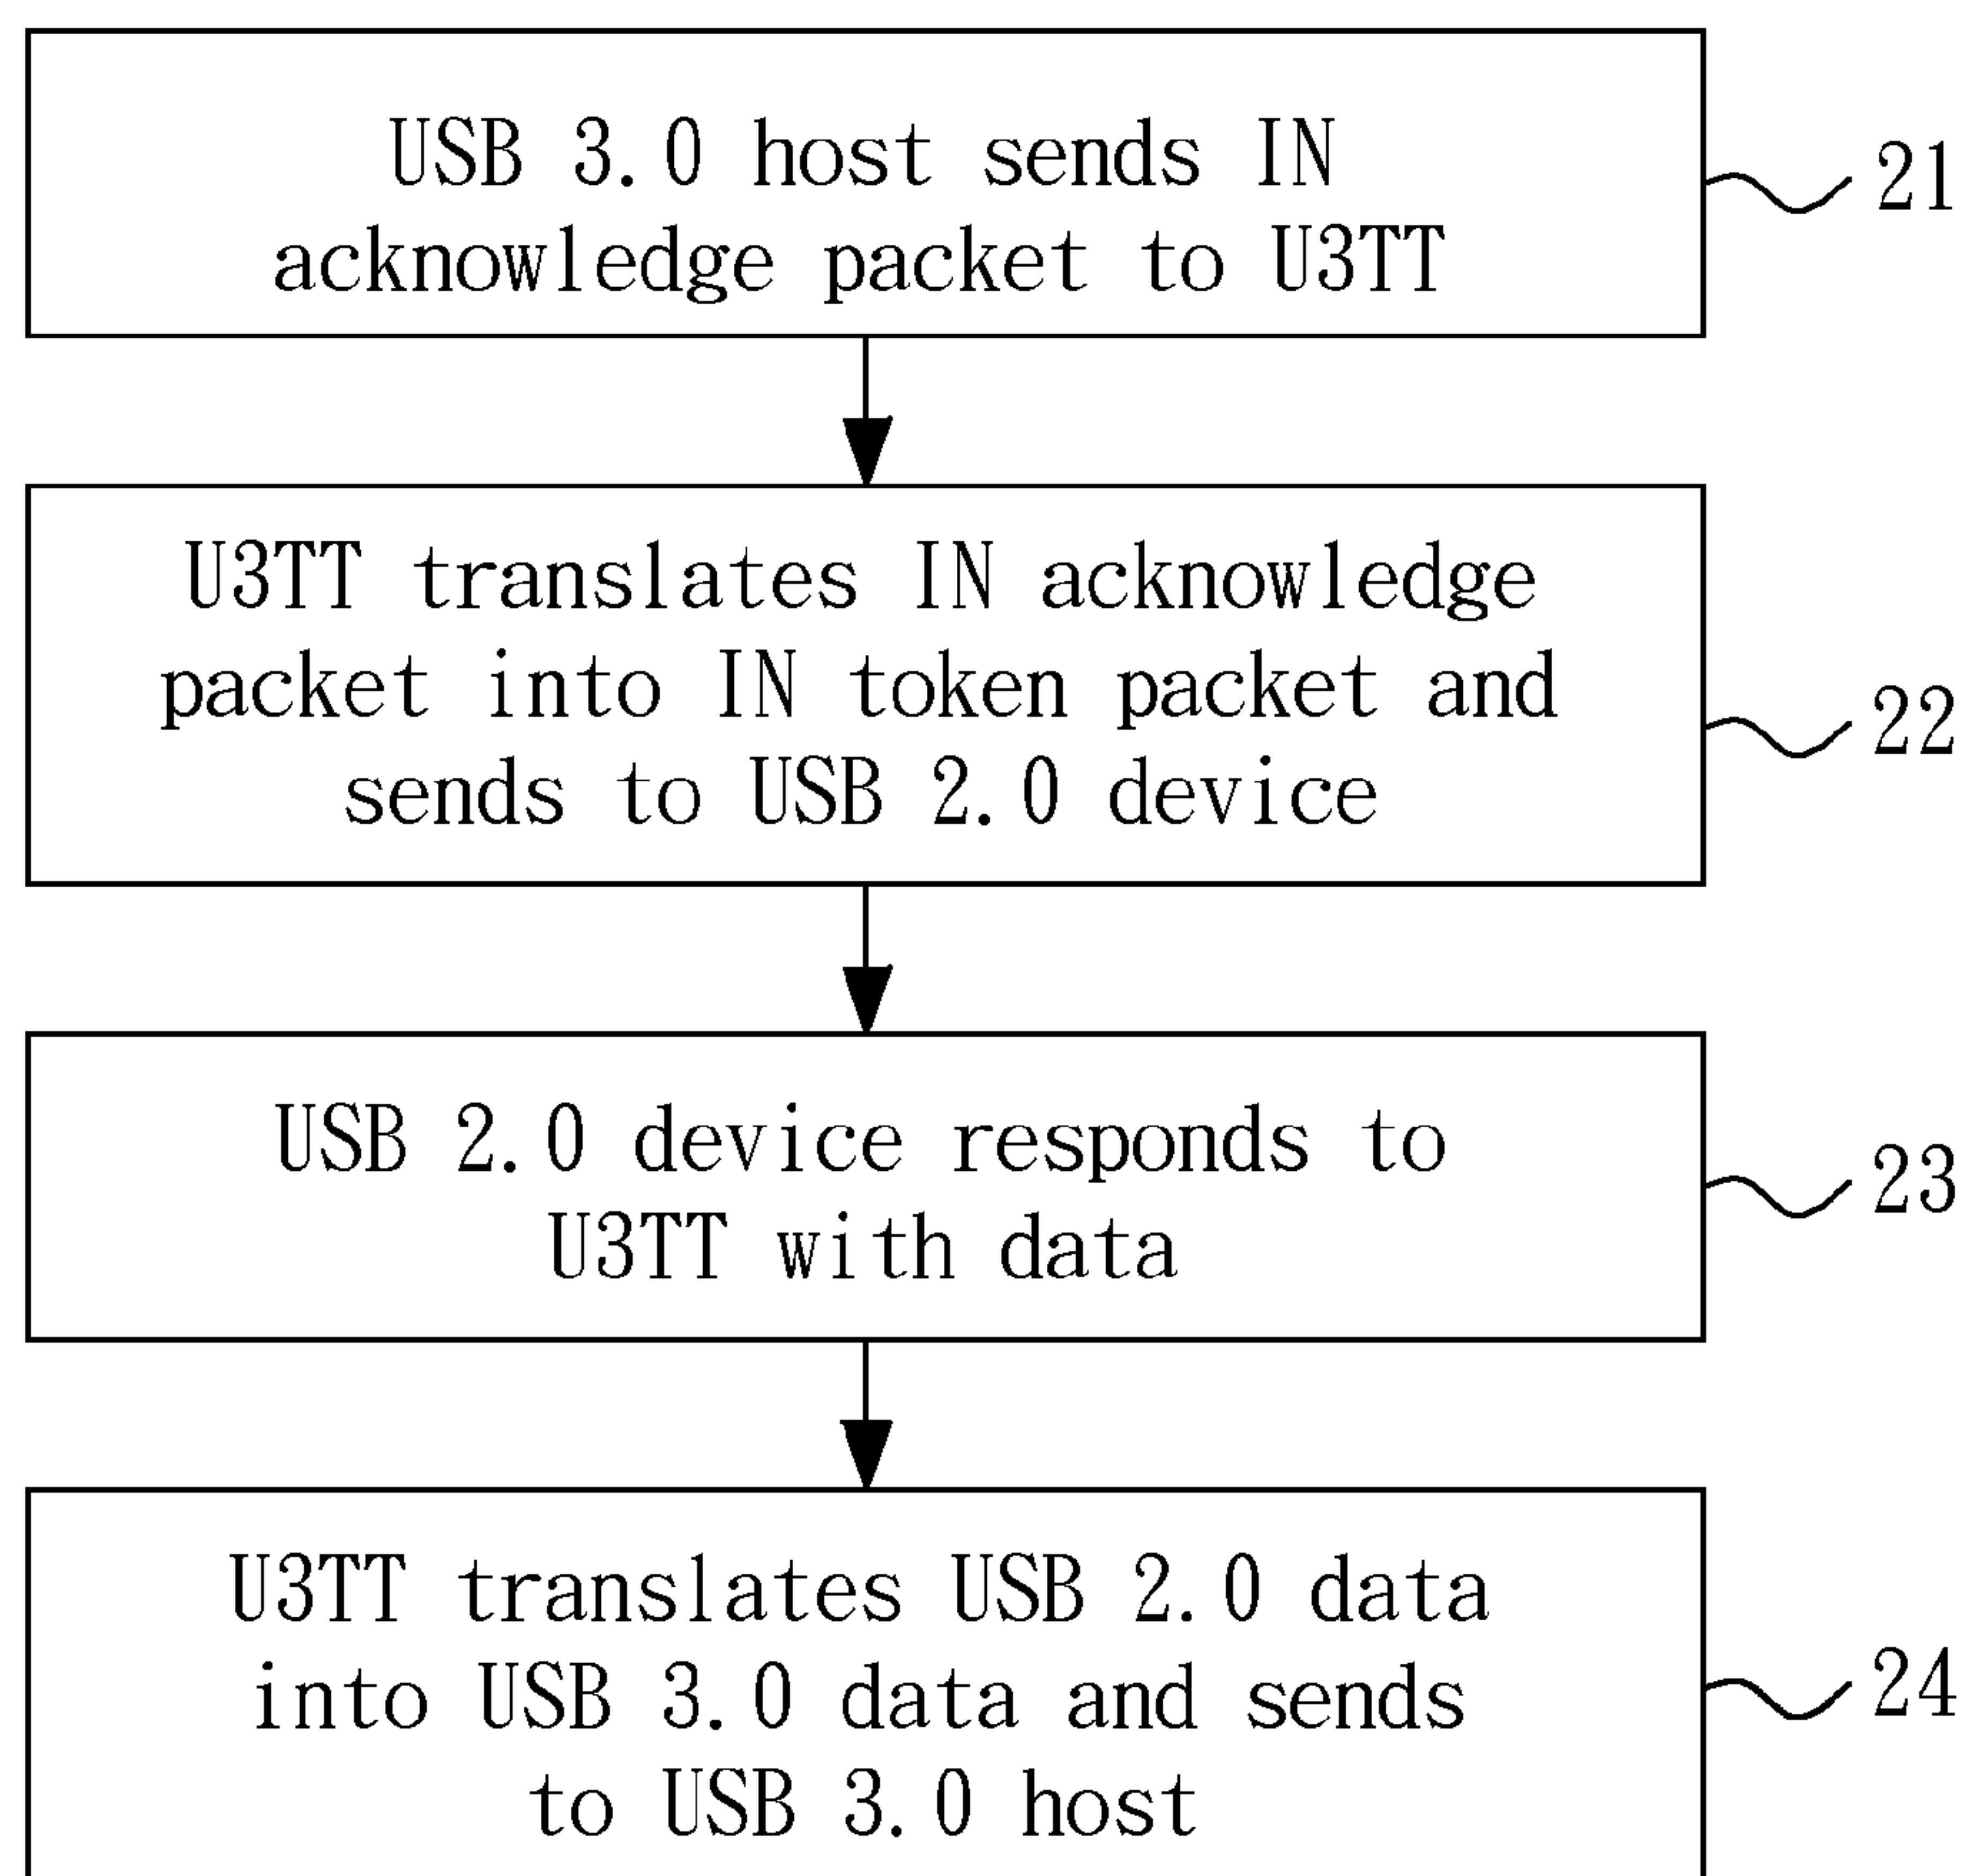 USB 3.0 host sends IN
acknowledge packet to U3TT
21
U3TT translates IN acknowledge
packet into IN token packet and
sends to USB 2.0 device
22
USB 2.0 device responds to
U3TT with data
23
U3TT translates USB 2.0 data
into USB 3.0 data and sends
to USB 3.0 host
24